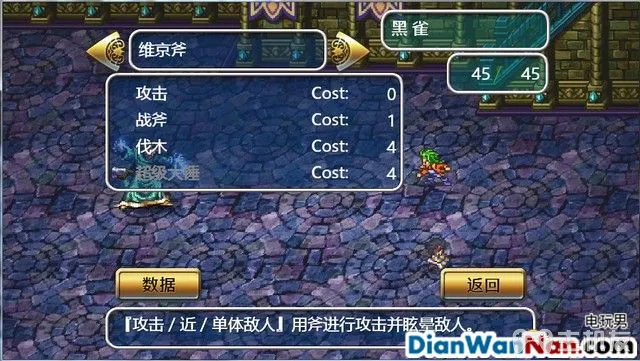 维京斧
黑雀
45 45
攻击 Cost: 0
战斧 Cost: 1
伐木 Cost: 4
超级大陲 Cost: 4
数据
返回
『攻击／近／单体敌人』用斧进行攻击并眩晕敌人。
电玩男
DianWanNan.com